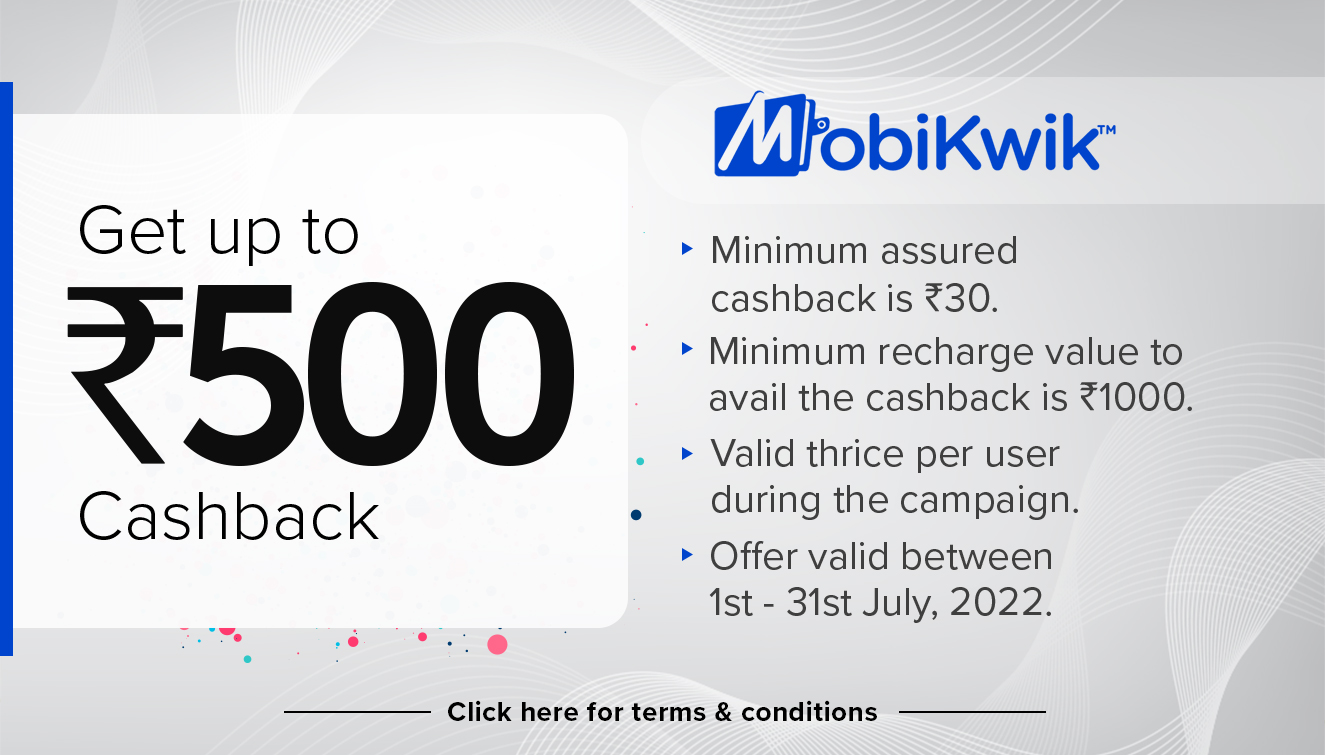 Get up to
₹500
Cashback
MobiKwik™
Minimum assured
cashback is ₹30.
Minimum recharge value to
avail the cashback is ₹1000.
Valid thrice per user
during the campaign.
Offer valid between
1st - 31st July, 2022.
Click here for terms & conditions